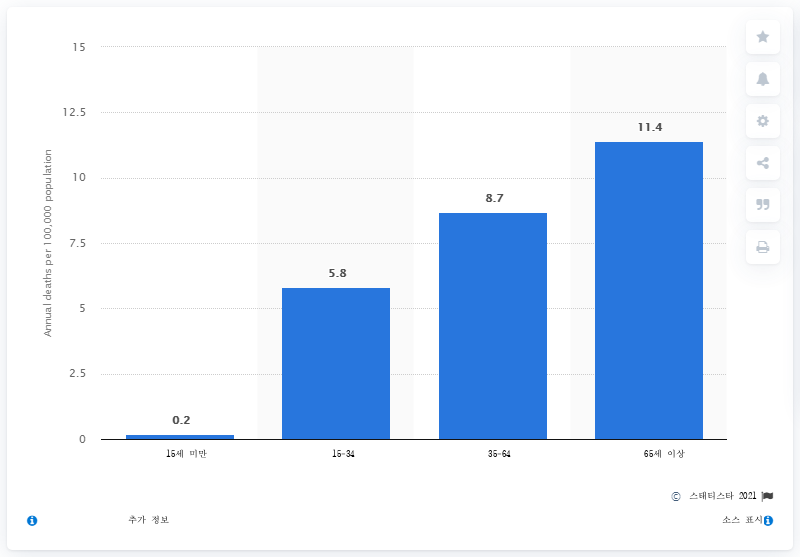 15
12.5
10
7.5
5
2.5
0
Annual deaths per 100,000 population
0.2
5.8
8.7
11.4
15세 미만
15-34
35-64
65세 이상
© 스태티스타 2021
추가 정보
소스 표시